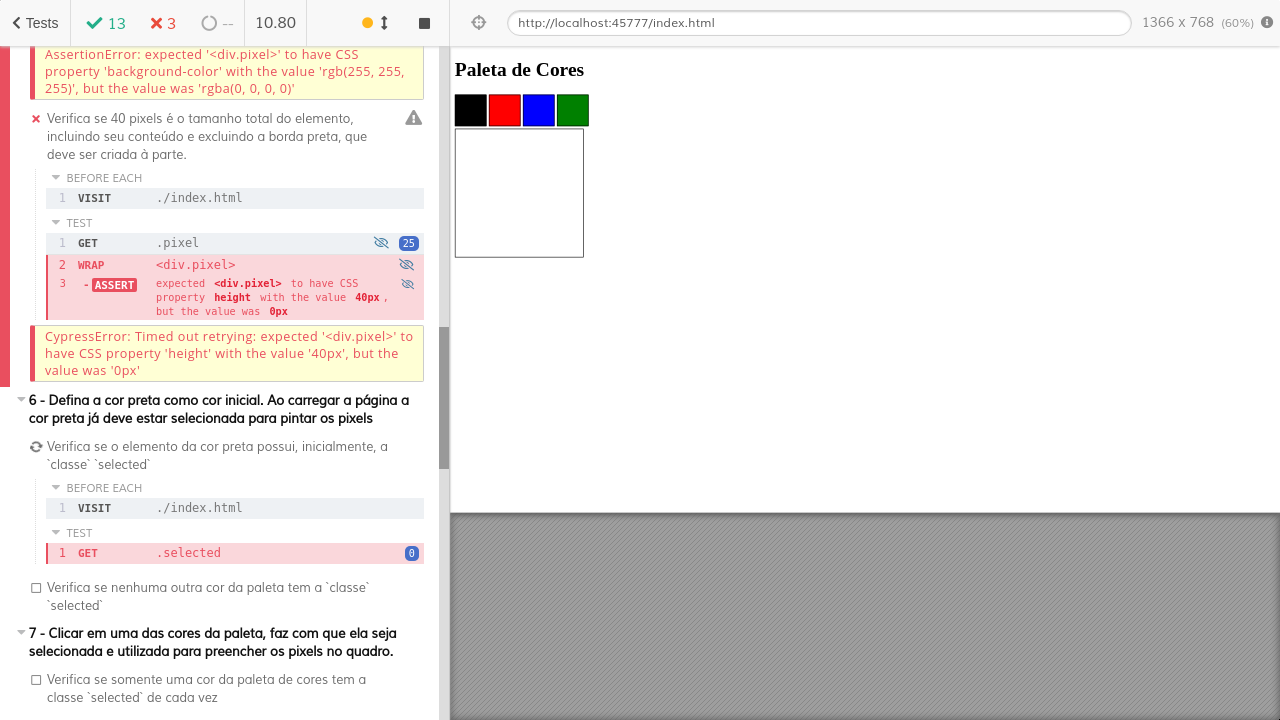 Tests
13
3
--
10.80
http://localhost:45777/index.html
1366 x 768 (60%)
AssertionError: expected '<div.pixel>' to have CSS
property 'background-color' with the value 'rgb(255, 255,
255)', but the value was 'rgba(0, 0, 0, 0)'
Verifica se 40 pixels é o tamanho total do elemento,
incluindo seu conteúdo e excluindo a borda preta, que
deve ser criada à parte.
BEFORE EACH
1 VISIT ./index.html
TEST
1 GET .pixel 25
2 WRAP <div.pixel>
3 - ASSERT expected <div.pixel> to have CSS
property height with the value 40px ,
but the value was 0px
CypressError: Timed out retrying: expected '<div.pixel>' to
have CSS property 'height' with the value '40px', but the
value was '0px'
6 - Defina a cor preta como cor inicial. Ao carregar a página a
cor preta já deve estar selecionada para pintar os pixels
Verifica se o elemento da cor preta possui, inicialmente, a
`classe` `selected`
BEFORE EACH
1 VISIT ./index.html
TEST
1 GET .selected 0
Verifica se nenhuma outra cor da paleta tem a `classe`
`selected`
7 - Clicar em uma das cores da paleta, faz com que ela seja
selecionada e utilizada para preencher os pixels no quadro.
Verifica se somente uma cor da paleta de cores tem a
classe `selected` de cada vez
Paleta de Cores